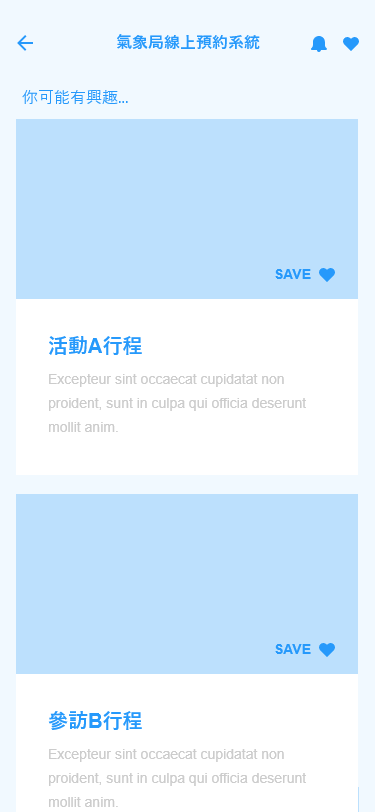 氣象局線上預約系統
你可能有興趣...
SAVE
活動A行程
Excepteur sint occaecat cupidatat non
proident, sunt in culpa qui officia deserunt
mollit anim.
SAVE
參訪B行程
Excepteur sint occaecat cupidatat non
proident, sunt in culpa qui officia deserunt
mollit anim.